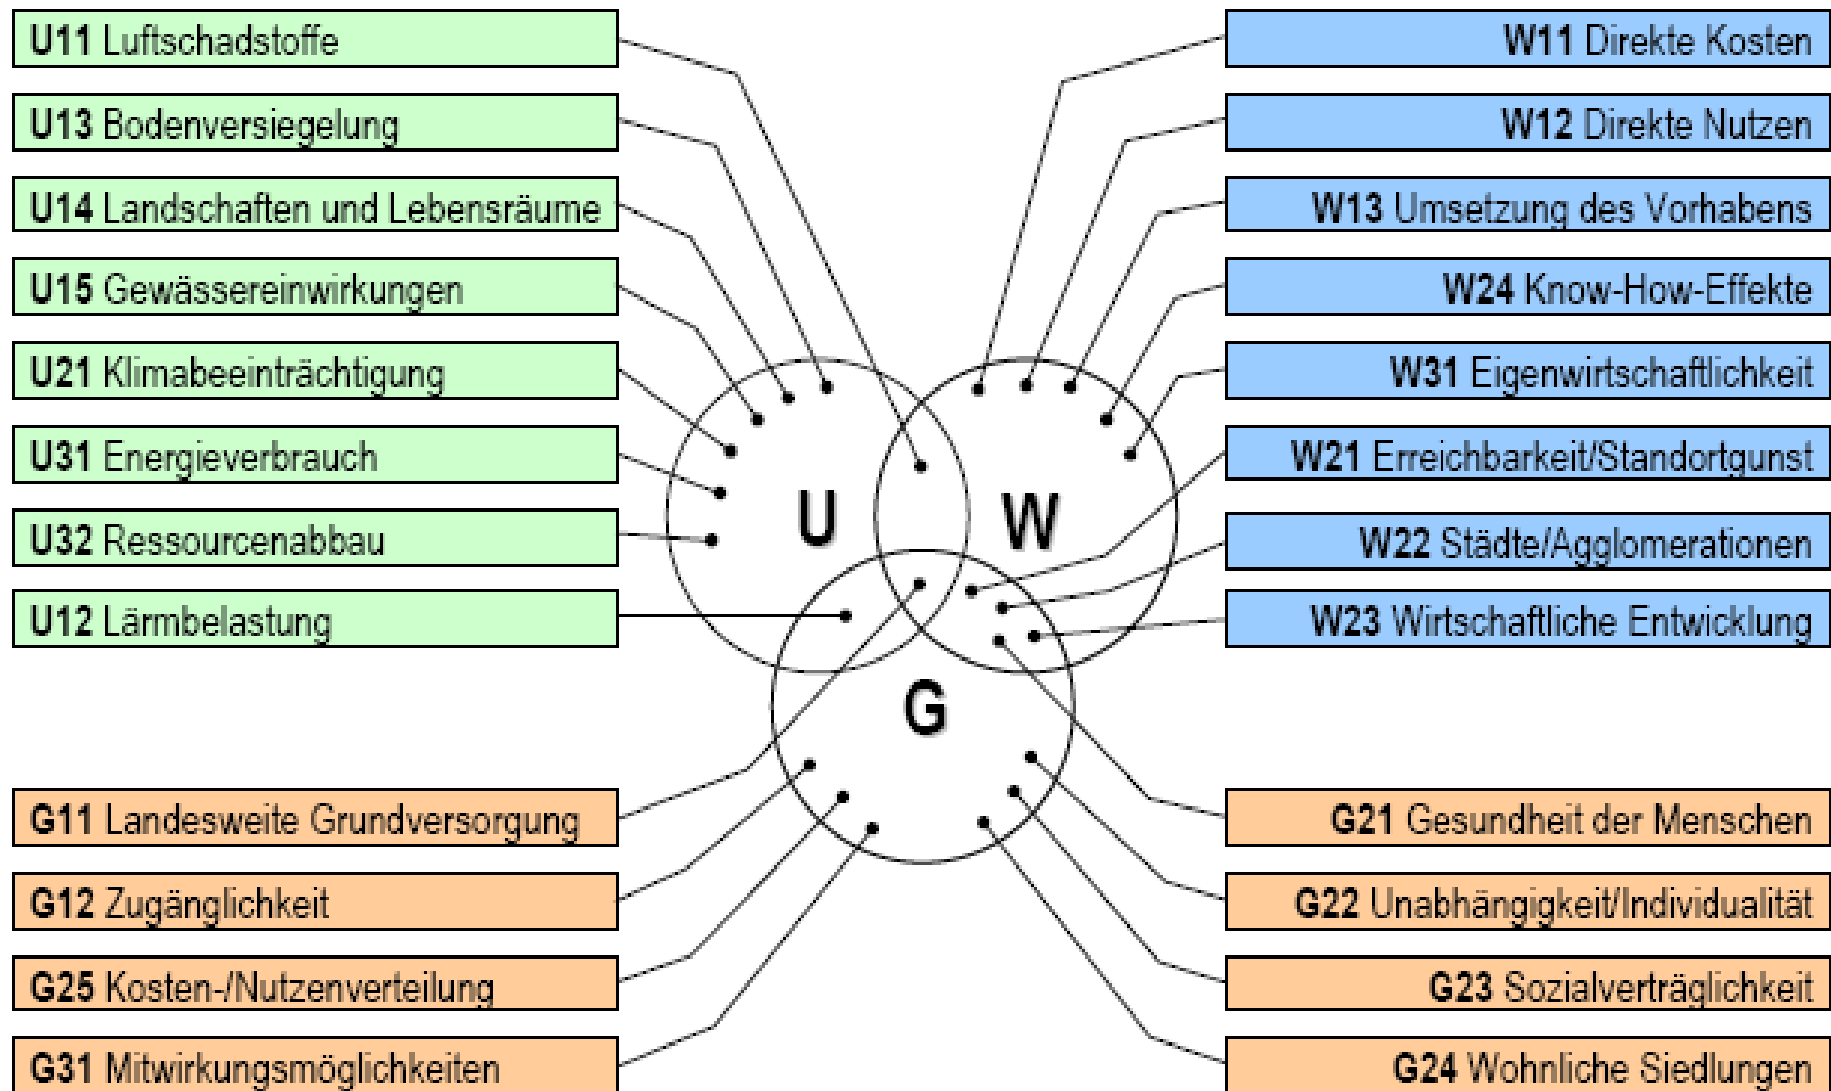 U11 Luftschadstoffe
U13 Bodenversiegelung
U14 Landschaften und Lebensräume
U15 Gewässereinwirkungen
U21 Klimabeeinträchtigung
U31 Energieverbrauch
U32 Ressourcenabbau
U12 Lärmbelastung
W11 Direkte Kosten
W12 Direkte Nutzen
W13 Umsetzung des Vorhabens
W24 Know-How-Effekte
W31 Eigenwirtschaftlichkeit
W21 Erreichbarkeit/Standortgunst
W22 Städte/Agglomerationen
W23 Wirtschaftliche Entwicklung
U
W
G
G11 Landesweite Grundversorgung
G12 Zugänglichkeit
G25 Kosten-/Nutzenverteilung
G31 Mitwirkungsmöglichkeiten
G21 Gesundheit der Menschen
G22 Unabhängigkeit/Individualität
G23 Sozialverträglichkeit
G24 Wohnliche Siedlungen